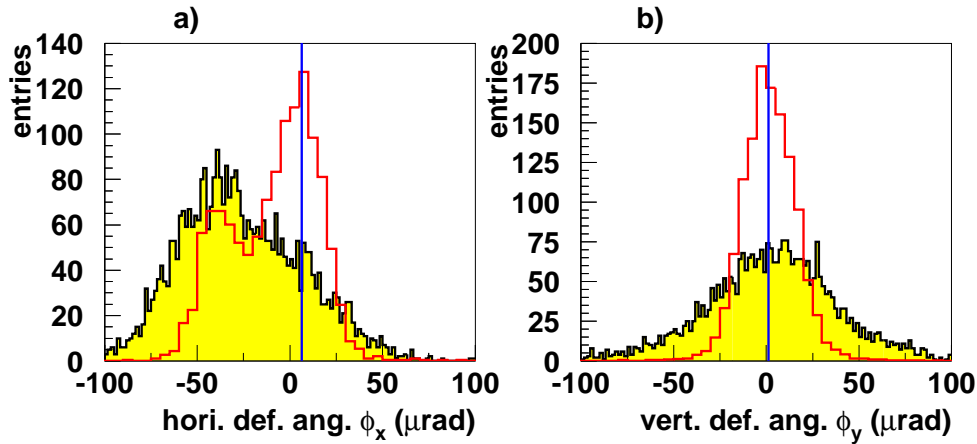 a)
entries
140
120
100
80
60
40
20
0
-100 -50 0 50 100
hori. def. ang. ϕx (μrad)
b)
entries
200
175
150
125
100
75
50
25
0
-100 -50 0 50 100
vert. def. ang. ϕy (μrad)